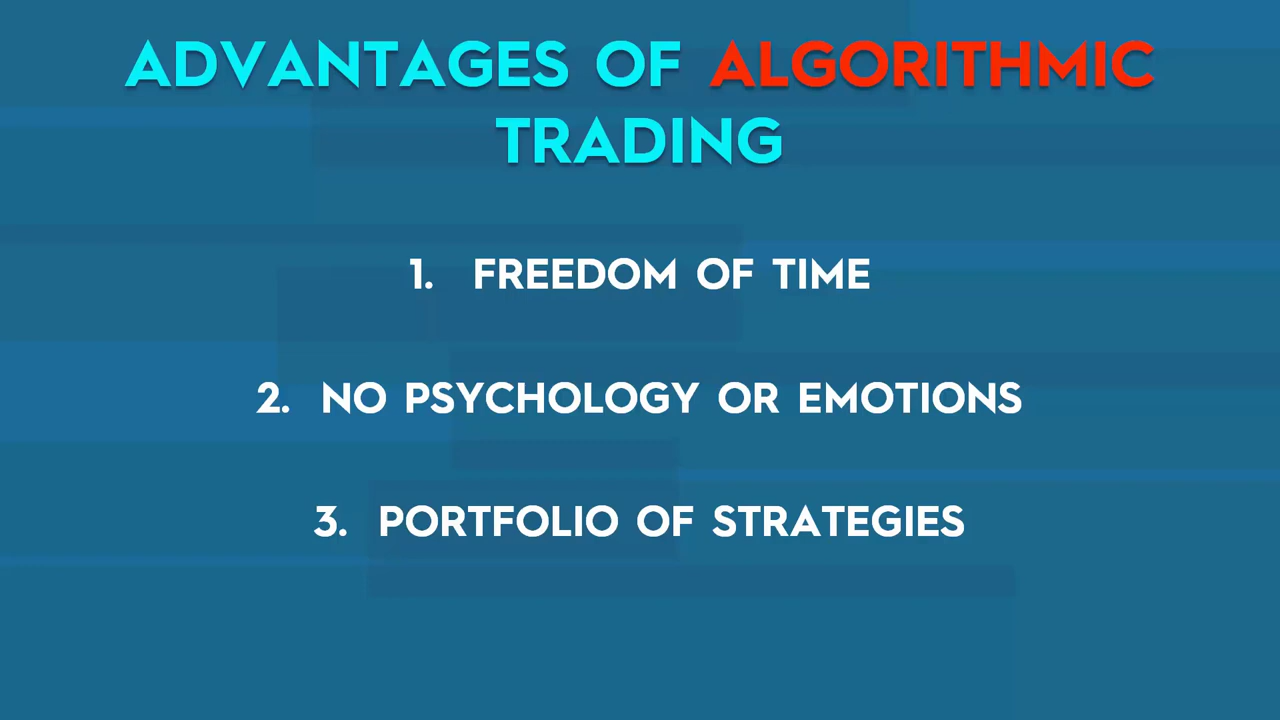 ADVANTAGES OF ALGORITHMIC
TRADING
1. FREEDOM OF TIME
2. NO PSYCHOLOGY OR EMOTIONS
3. PORTFOLIO OF STRATEGIES